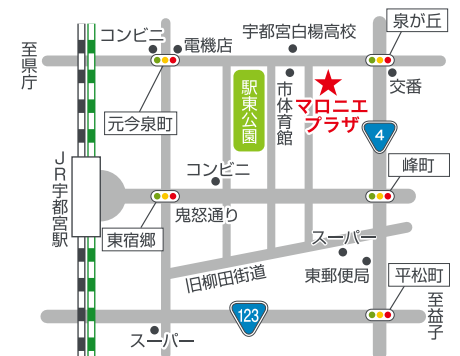 泉が丘
コンビニ
電機店
宇都宮白楊高校
至県庁
交番
駅東公園
市体育館
マロニエ
プラザ
元今泉町
4
コンビニ
峰町
JR宇都宮駅
鬼怒通り
東宿郷
スーパー
東郵便局
平松町
旧柳田街道
至益子
123
スーパー